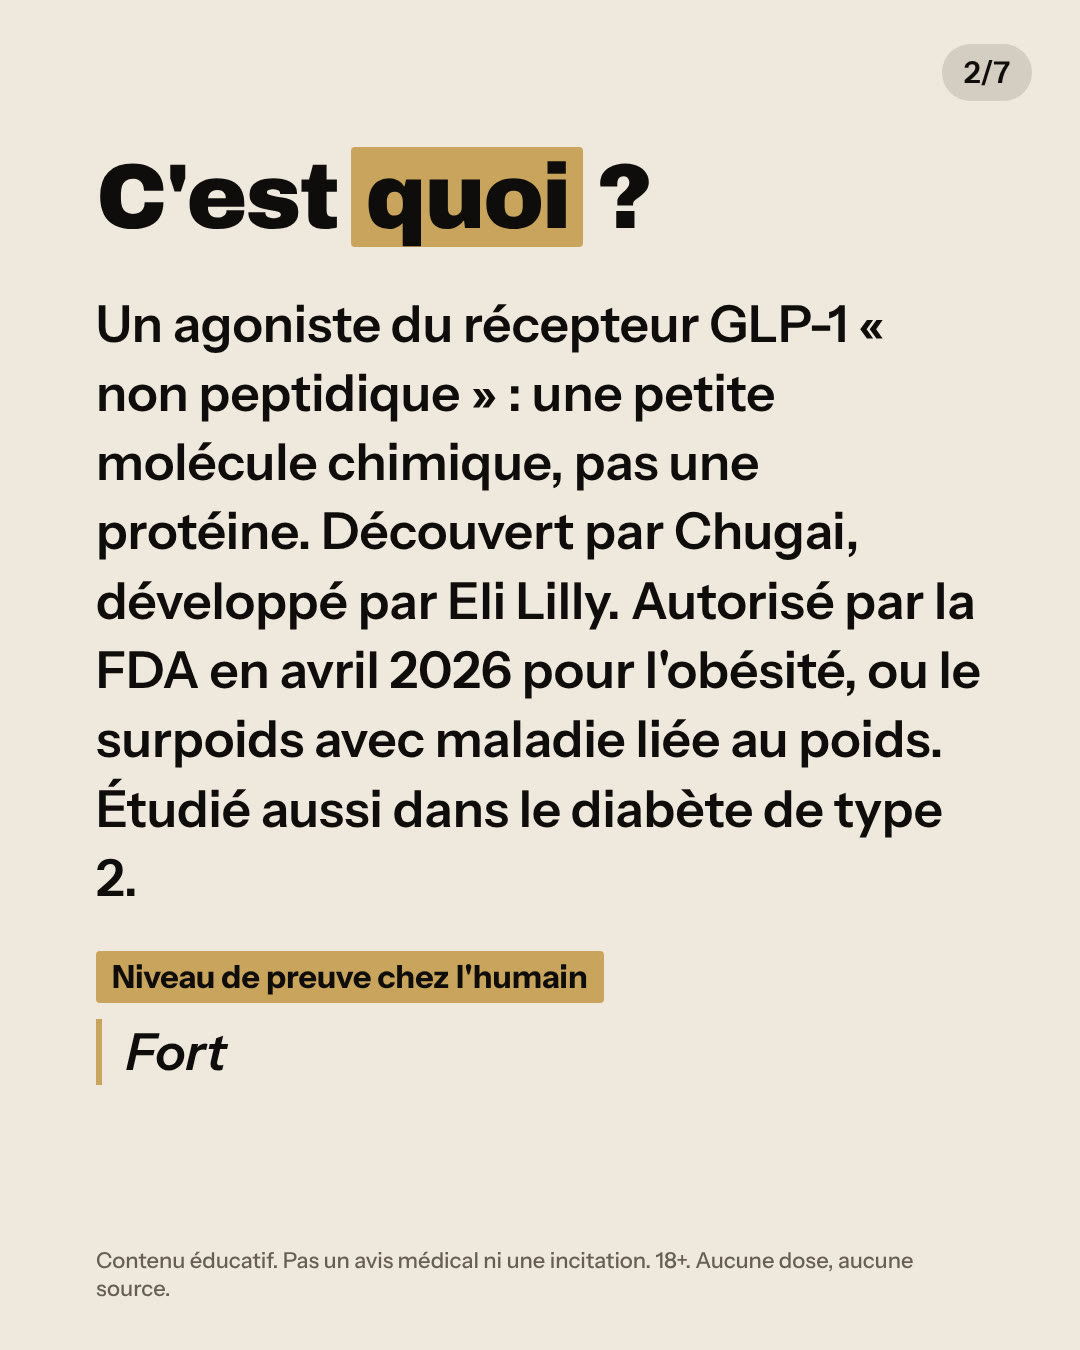 2/7
C'est quoi ?
Un agoniste du récepteur GLP-1 «
non peptidique » : une petite
molécule chimique, pas une
protéine. Découvert par Chugai,
développé par Eli Lilly. Autorisé par la
FDA en avril 2026 pour l'obésité, ou le
surpoids avec maladie liée au poids.
Étudié aussi dans le diabète de type
2.
Niveau de preuve chez l'humain
Fort
Contenu éducatif. Pas un avis médical ni une incitation. 18+. Aucune dose, aucune
source.